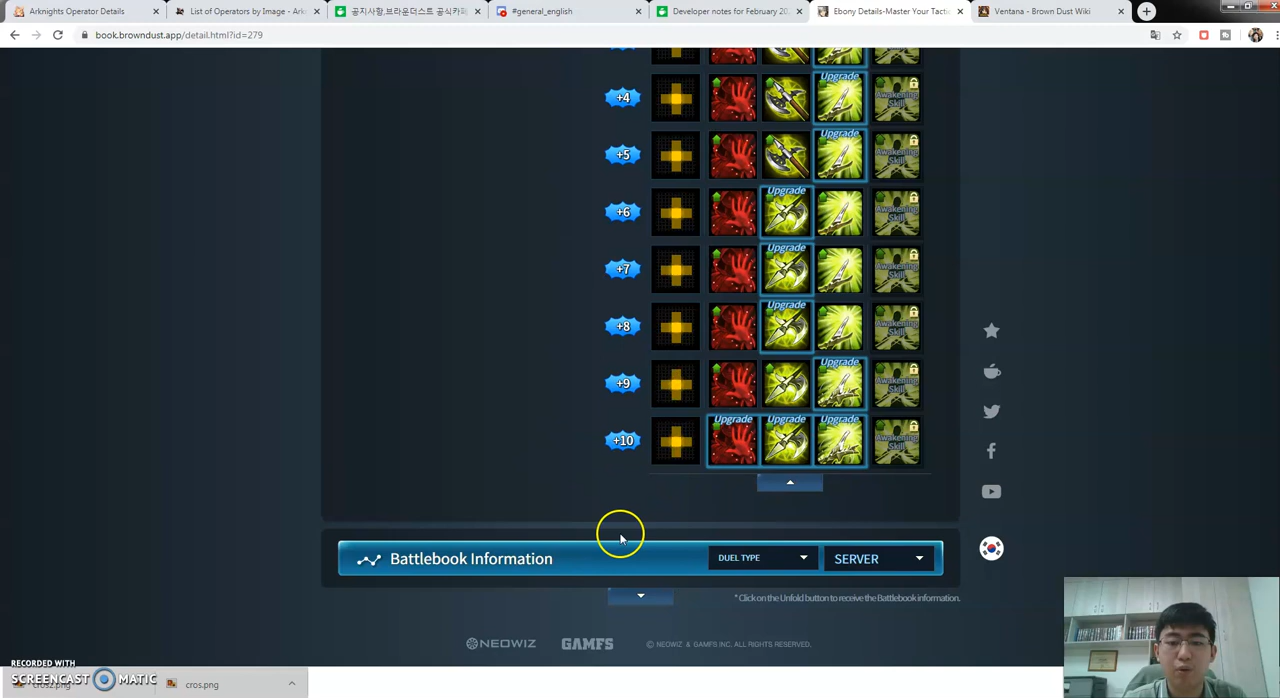 Arknights Operator Details
List of Operators by Image - Ark
공지사항,브라운더스트 공식카페
#general_english
Developer notes for February 20
Ebony Details-Master Your Tactic
Ventana - Brown Dust Wiki
book.browndust.app/detail.html?id=279
+4
Upgrade
Awakening Skill
+5
Upgrade
Awakening Skill
+6
Upgrade
Awakening Skill
+7
Upgrade
Awakening Skill
+8
Upgrade
Awakening Skill
+9
Upgrade
Awakening Skill
+10
Upgrade
Upgrade
Upgrade
Awakening Skill
Battlebook Information
DUEL TYPE
SERVER
* Click on the Unfold button to receive the Battlebook information.
NEOWIZ
GAMFS
© NEOWIZ & GAMFS INC. ALL RIGHTS RESERVED.
RECORDED WITH
SCREENCAST MATIC
cros2.png
cros.png